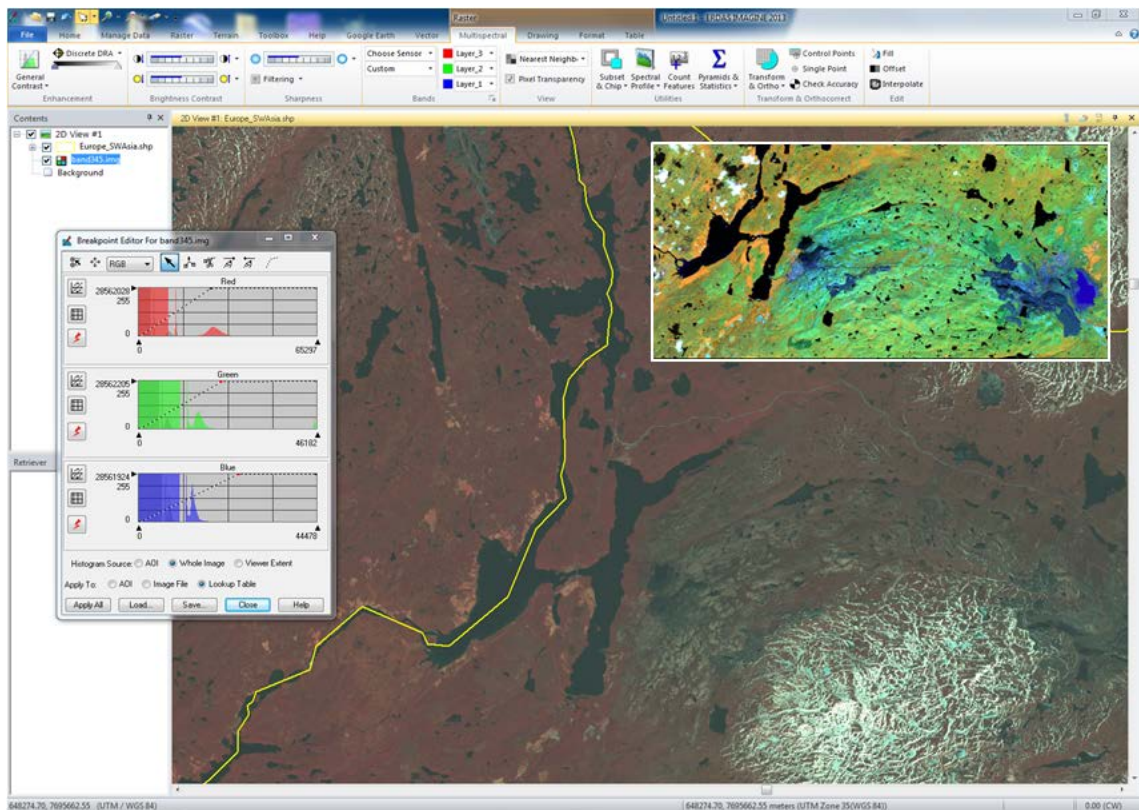 Raster
Untitled:1 - ERDAS IMAGINE 2013
File Home Manage Data Raster Terrain Toolbox Help Google Earth Vector Multispectral Drawing Format Table
General Contrast
Discrete DRA
Enhancement
Brightness Contrast
Filtering
Sharpness
Choose Sensor
Custom
Layer_3
Layer_2
Layer_1
Bands
Nearest Neighb
Pixel Transparency
View
Subset & Chip
Spectral Profile
Count Features
Pyramids & Statistics
Utilities
Transform & Ortho
Control Points
Single Point
Check Accuracy
Transform & Orthocorrect
Fill
Offset
Interpolate
Edit
Contents
2D View #1
Europe_SWAsia.shp
band345.img
Background
Retriever
2D View #1: Europe_SWAsia.shp
Breakpoint Editor For band345.img
RGB
Red
28562028
255
0
0 65297
Green
28562205
255
0
0 46182
Blue
28561924
255
0
0 44478
Histogram Source: AOI Whole Image Viewer Extent
Apply To: AOI Image File Lookup Table
Apply All Load... Save... Close Help
648274.70, 7695662.55 (UTM / WGS 84)
648274.70, 7695662.55 meters (UTM Zone 35(WGS 84))
0.00 (CW)